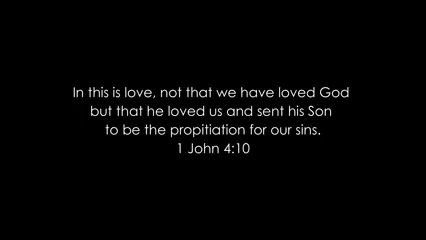 In this is love, not that we have loved God
but that he loved us and sent his Son
to be the propitiation for our sins.
1 John 4:10